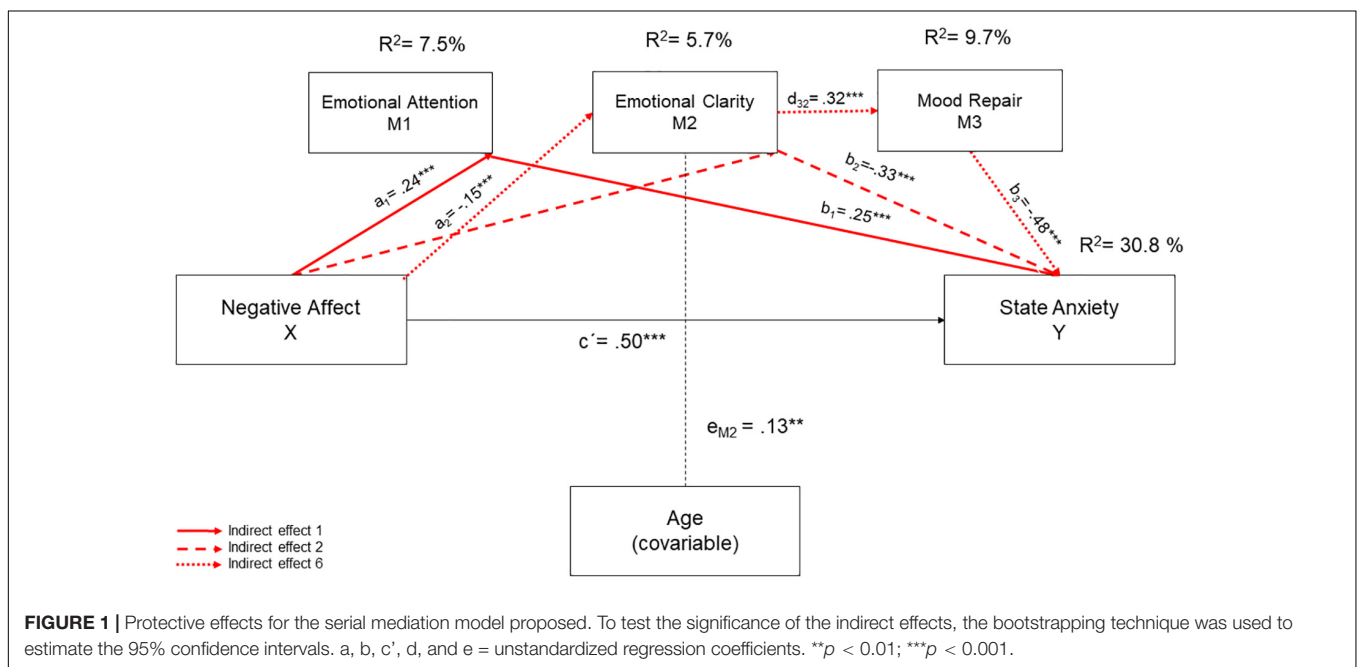 R²= 7.5%
R²= 5.7%
R²= 9.7%
Emotional Attention
M1
Emotional Clarity
M2
d₃₂= .32***
Mood Repair
M3
a₁= .24***
a₂= -.15***
b₂=-.33***
b₁= .25***
b₃= -.48***
R²= 30.8 %
Negative Affect
X
State Anxiety
Y
c´= .50***
eM2 = .13**
Age
(covariable)
Indirect effect 1
Indirect effect 2
Indirect effect 6
FIGURE 1 | Protective effects for the serial mediation model proposed. To test the significance of the indirect effects, the bootstrapping technique was used to
estimate the 95% confidence intervals. a, b, c’, d, and e = unstandardized regression coefficients. **p < 0.01; ***p < 0.001.